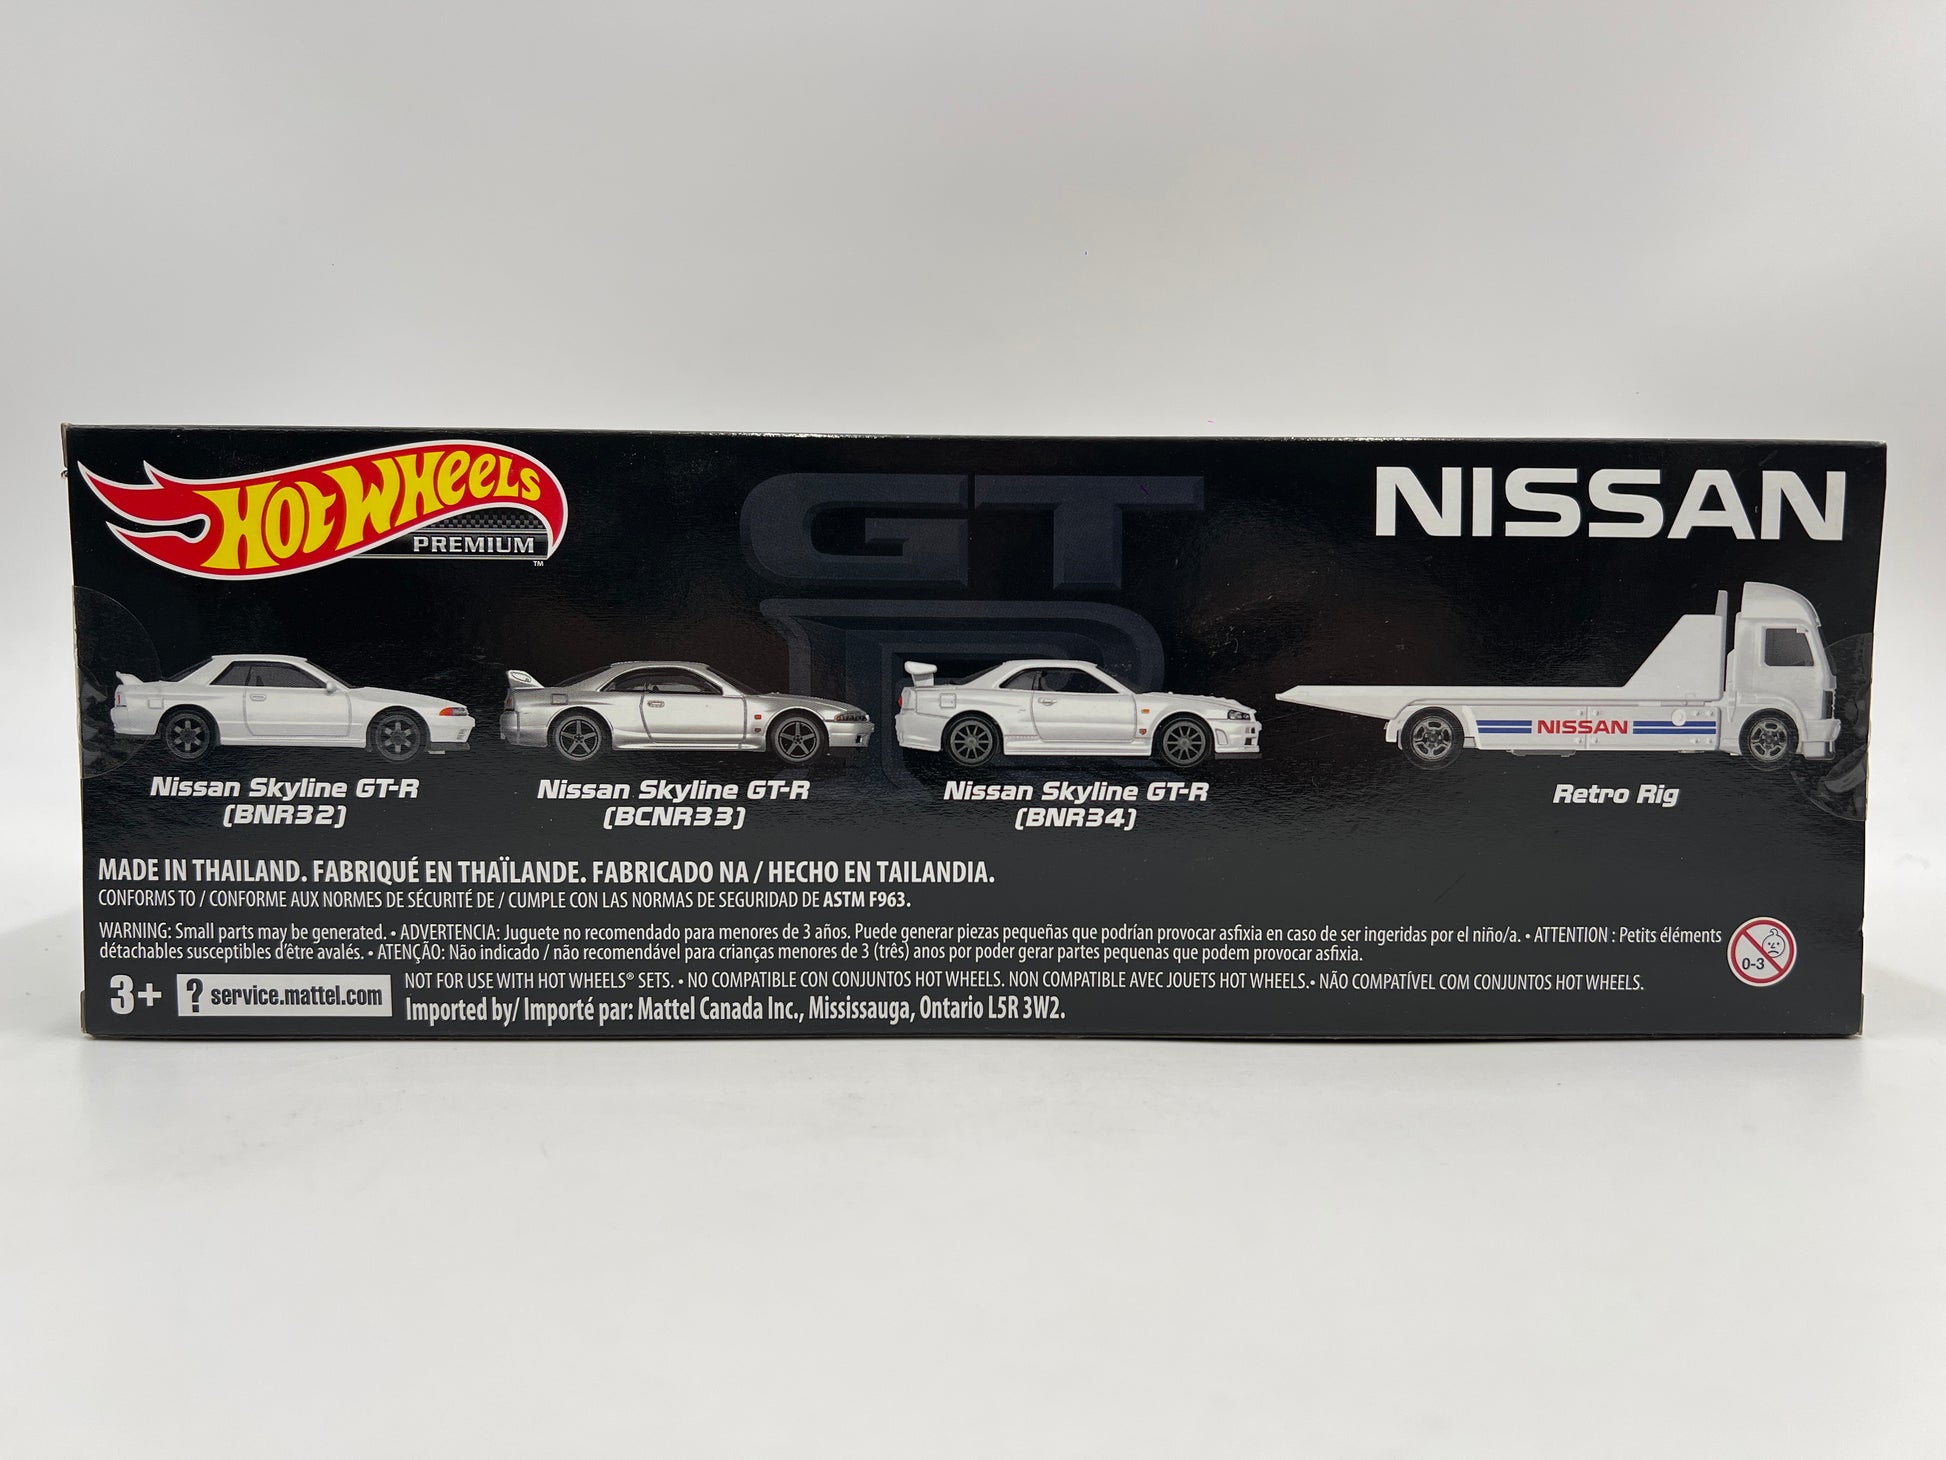 HOT WHEELS
PREMIUM
™
GT
R
NISSAN
NISSAN
Nissan Skyline GT-R
(BNR32)
Nissan Skyline GT-R
(BCNR33)
Nissan Skyline GT-R
(BNR34)
Retro Rig
MADE IN THAILAND. FABRIQUÉ EN THAÏLANDE. FABRICADO NA / HECHO EN TAILANDIA.
CONFORMS TO / CONFORME AUX NORMES DE SÉCURITÉ DE / CUMPLE CON LAS NORMAS DE SEGURIDAD DE ASTM F963.
WARNING: Small parts may be generated. • ADVERTENCIA: Juguete no recomendado para menores de 3 años. Puede generar piezas pequeñas que podrían provocar asfixia en caso de ser ingeridas por el niño/a. • ATTENTION : Petits éléments
détachables susceptibles d'être avalés. • ATENÇÃO: Não indicado / não recomendável para crianças menores de 3 (três) anos por poder gerar partes pequenas que podem provocar asfixia.
0-3
3+
? service.mattel.com
NOT FOR USE WITH HOT WHEELS® SETS. • NO COMPATIBLE CON CONJUNTOS HOT WHEELS. NON COMPATIBLE AVEC JOUETS HOT WHEELS. • NÃO COMPATÍVEL COM CONJUNTOS HOT WHEELS.
Imported by/ Importé par: Mattel Canada Inc., Mississauga, Ontario L5R 3W2.